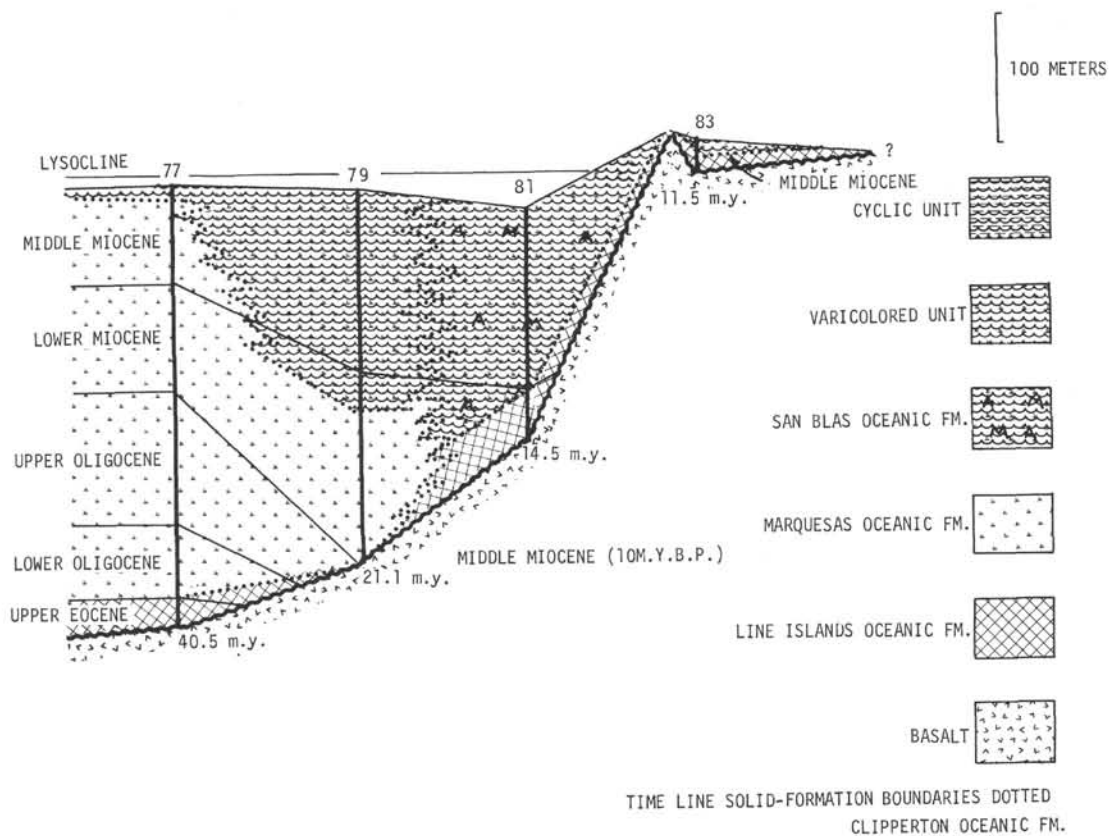 100 METERS
83
LYSOCLINE
77
79
81
?
MIDDLE MIOCENE
11.5 m.y.
CYCLIC UNIT
MIDDLE MIOCENE
LOWER MIOCENE
VARICOLORED UNIT
SAN BLAS OCEANIC FM.
14.5 m.y.
UPPER OLIGOCENE
MARQUESAS OCEANIC FM.
MIDDLE MIOCENE (10M.Y.B.P.)
LOWER OLIGOCENE
21.1 m.y.
UPPER EOCENE
40.5 m.y.
LINE ISLANDS OCEANIC FM.
BASALT
TIME LINE SOLID-FORMATION BOUNDARIES DOTTED
CLIPPERTON OCEANIC FM.